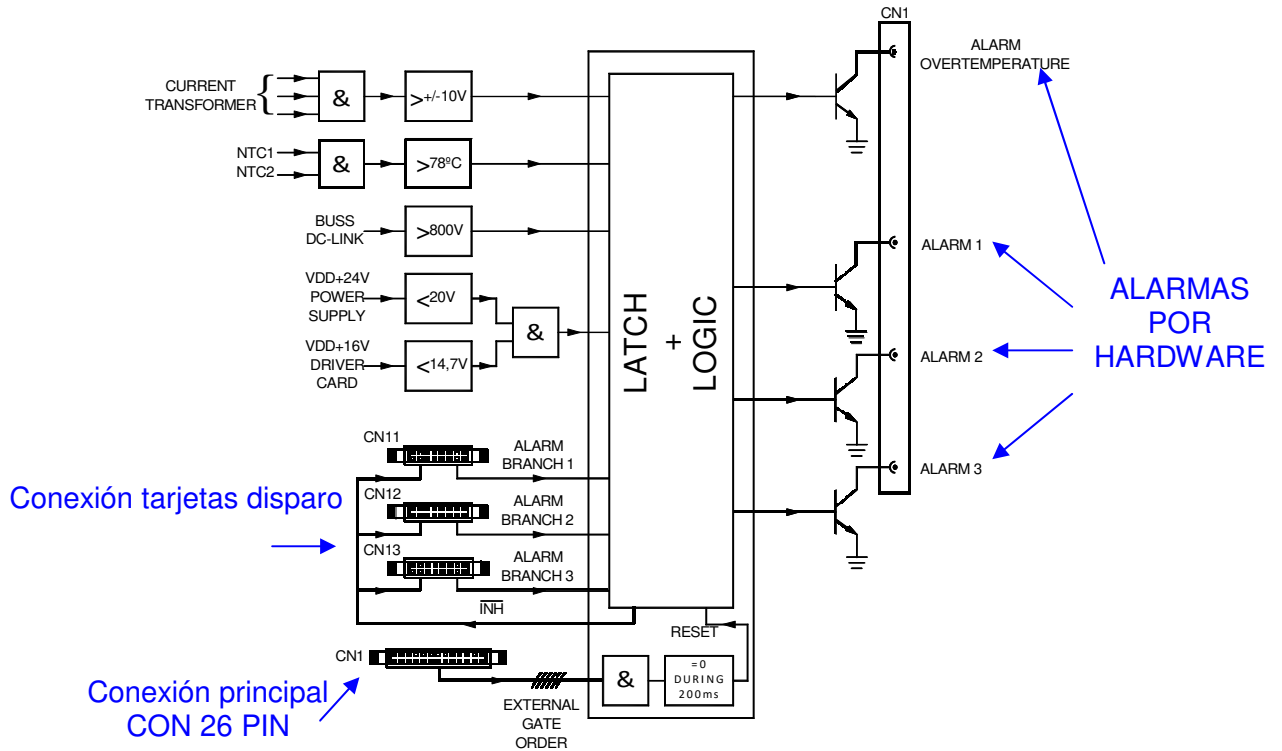 CN1
ALARM
OVERTEMPERATURE
CURRENT
TRANSFORMER
&
>+/-10V
NTC1
NTC2
&
>78ºC
BUSS
DC-LINK
>800V
VDD+24V
POWER
SUPPLY
<20V
&
VDD+16V
DRIVER
CARD
<14,7V
LATCH
+
LOGIC
ALARM 1
ALARM 2
ALARM 3
ALARMAS
POR
HARDWARE
CN11
ALARM
BRANCH 1
Conexión tarjetas disparo
CN12
ALARM
BRANCH 2
CN13
ALARM
BRANCH 3
INH
RESET
CN1
&
=0
DURING
200ms
Conexión principal
CON 26 PIN
EXTERNAL
GATE
ORDER